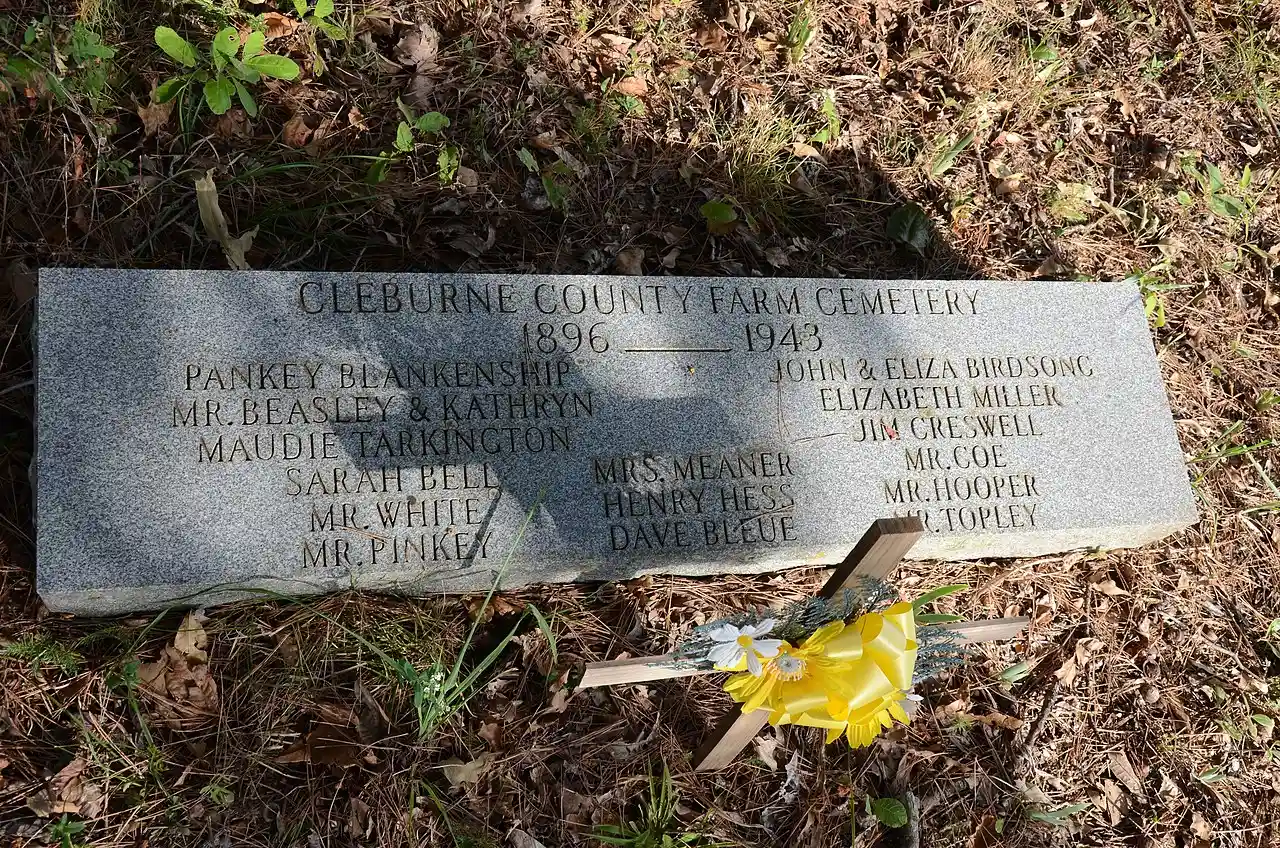 CLEBURNE COUNTY FARM CEMETERY
1896 ____ 1943
PANKEY BLANKENSHIP
MR. BEASLEY & KATHRYN
MAUDIE TARKINGTON
SARAH BELL
MR. WHITE
MR. PINKEY
MRS. MEANER
HENRY HESS
DAVE BLEUE
JOHN & ELIZA BIRDSONG
ELIZABETH MILLER
JIM CRESWELL
MR. COE
MR. HOOPER
MR. TOPLEY